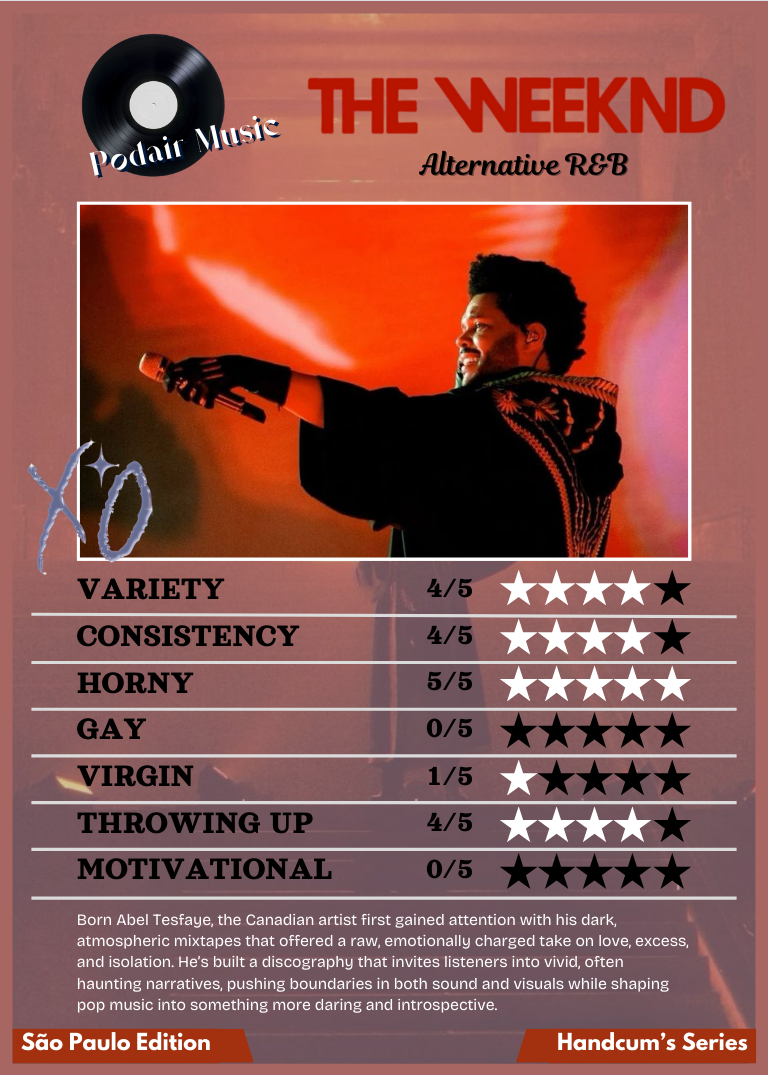 Podair Music
THE WEEKND
Alternative R&B
XO
VARIETY 4/5
CONSISTENCY 4/5
HORNY 5/5
GAY 0/5
VIRGIN 1/5
THROWING UP 4/5
MOTIVATIONAL 0/5
Born Abel Tesfaye, the Canadian artist first gained attention with his dark,
atmospheric mixtapes that offered a raw, emotionally charged take on love, excess,
and isolation. He's built a discography that invites listeners into vivid, often
haunting narratives, pushing boundaries in both sound and visuals while shaping
pop music into something more daring and introspective.
São Paulo Edition
Handcum's Series